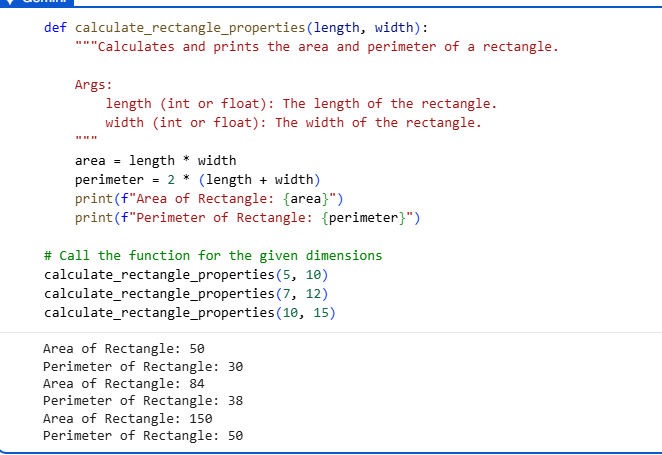 Gemini
def calculate_rectangle_properties(length, width):
    """Calculates and prints the area and perimeter of a rectangle.

    Args:
        length (int or float): The length of the rectangle.
        width (int or float): The width of the rectangle.
    """
    area = length * width
    perimeter = 2 * (length + width)
    print(f"Area of Rectangle: {area}")
    print(f"Perimeter of Rectangle: {perimeter}")

# Call the function for the given dimensions
calculate_rectangle_properties(5, 10)
calculate_rectangle_properties(7, 12)
calculate_rectangle_properties(10, 15)

Area of Rectangle: 50
Perimeter of Rectangle: 30
Area of Rectangle: 84
Perimeter of Rectangle: 38
Area of Rectangle: 150
Perimeter of Rectangle: 50